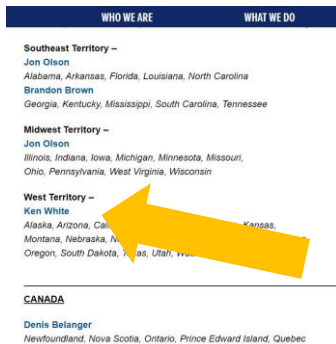 WHO WE ARE WHAT WE DO
Southeast Territory –
Jon Olson
Alabama, Arkansas, Florida, Louisiana, North Carolina
Brandon Brown
Georgia, Kentucky, Mississippi, South Carolina, Tennessee
Midwest Territory –
Jon Olson
Illinois, Indiana, Iowa, Michigan, Minnesota, Missouri,
Ohio, Pennsylvania, West Virginia, Wisconsin
West Territory –
Ken White
Alaska, Arizona, Kansas,
Montana, Nebraska,
Oregon, South Dakota, Utah,
CANADA
Denis Belanger
Newfoundland, Nova Scotia, Ontario, Prince Edward Island, Quebec